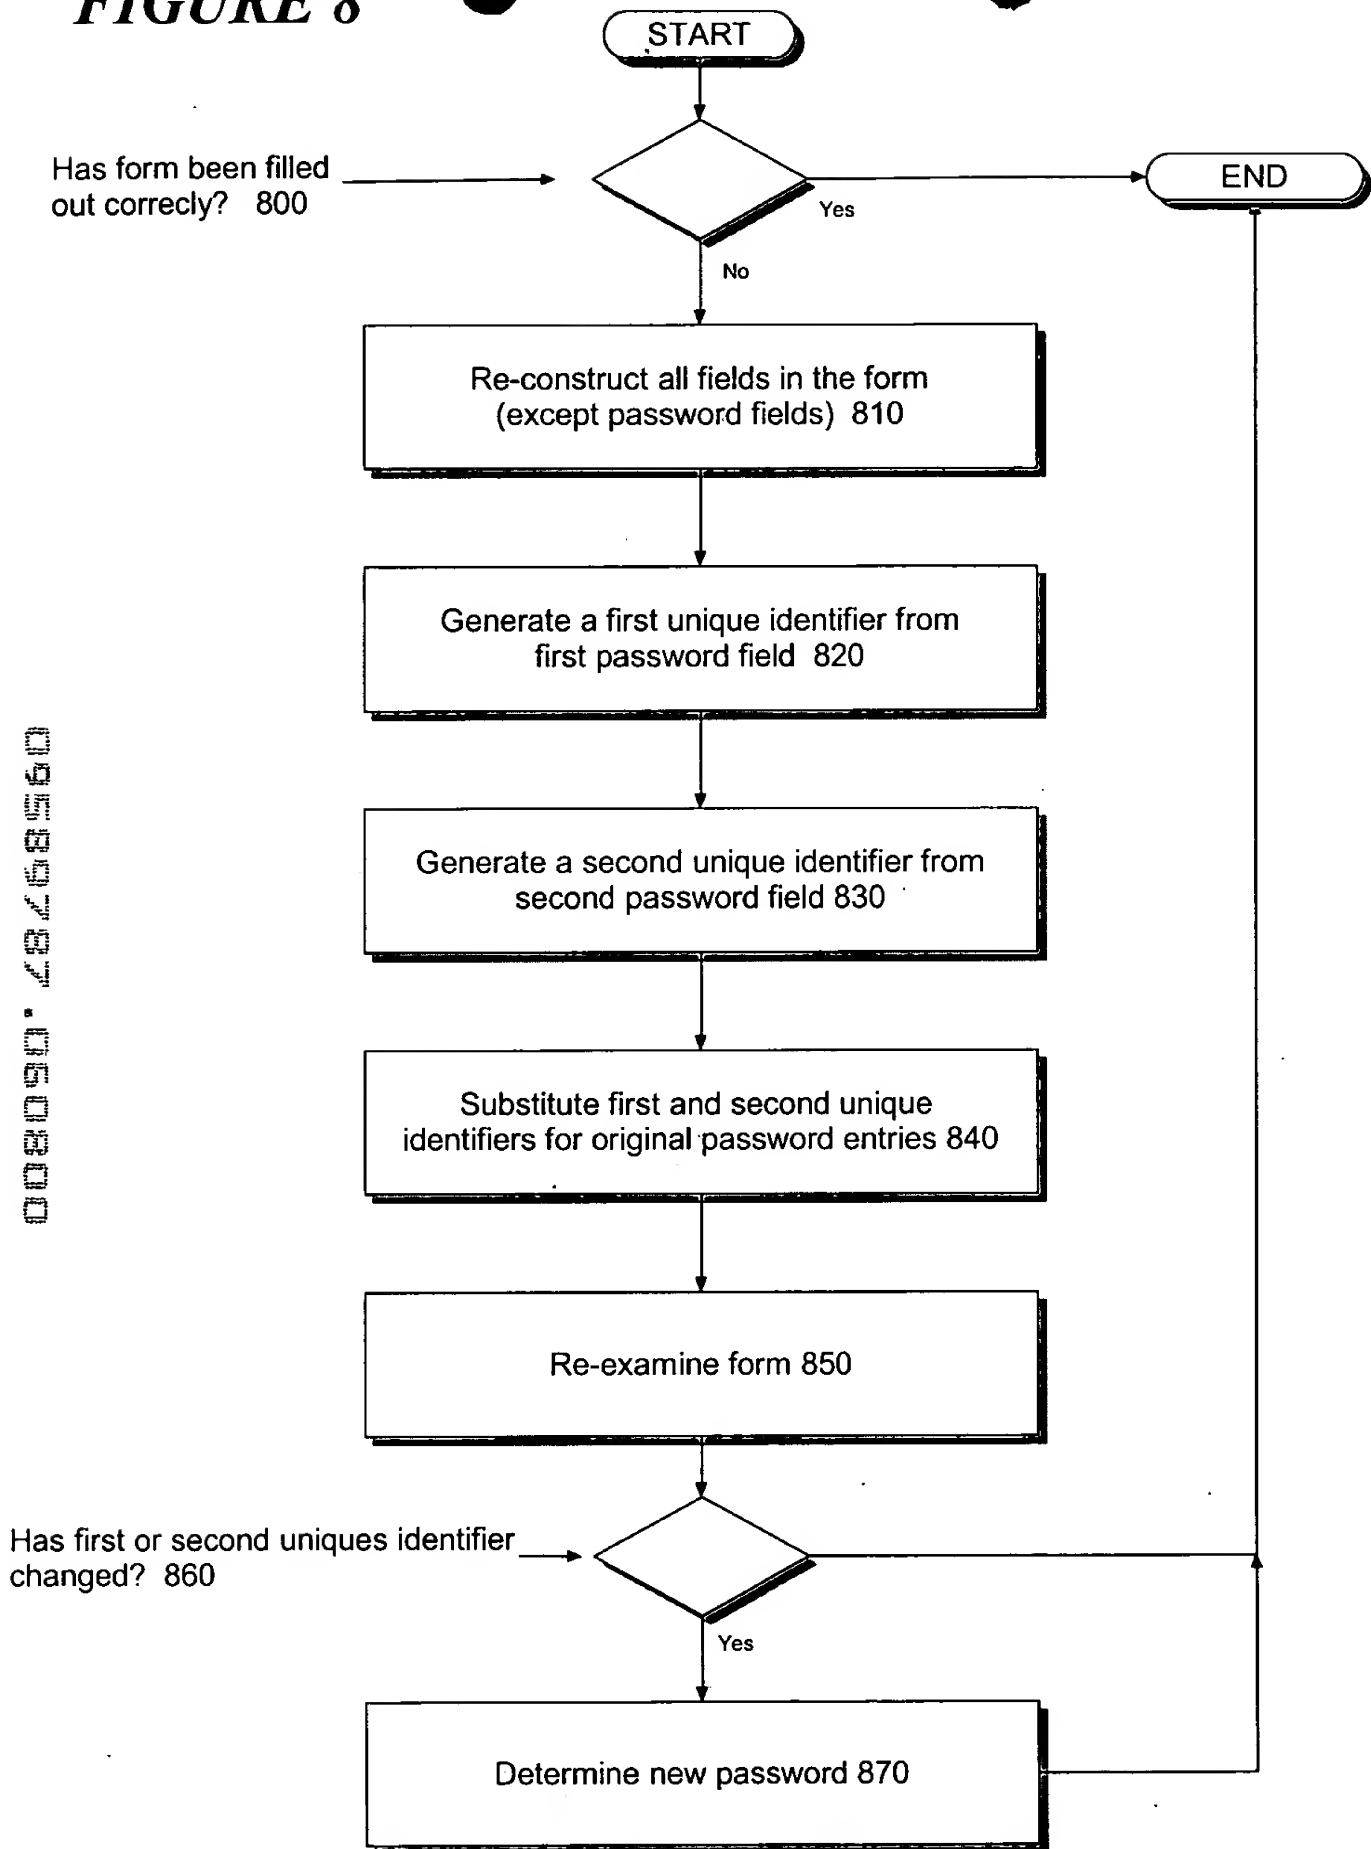 FIGURE 8
START
Has form been filled
out correcly? 800
END
Yes
No
Re-construct all fields in the form
(except password fields) 810
Generate a first unique identifier from
first password field 820
Generate a second unique identifier from
second password field 830
Substitute first and second unique
identifiers for original password entries 840
Re-examine form 850
Has first or second uniques identifier
changed? 860
Yes
Determine new password 870
09589787.060800